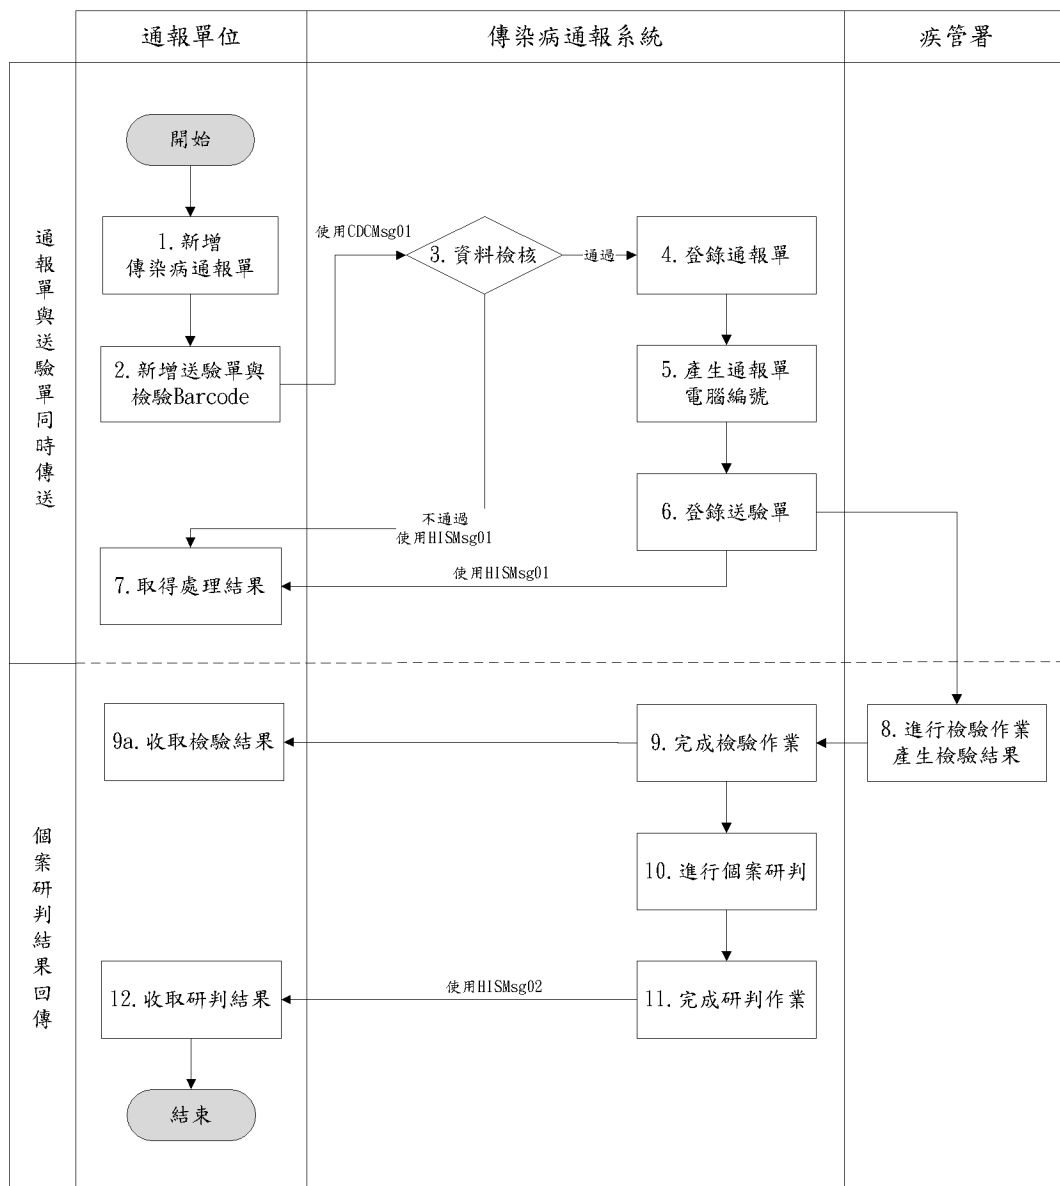 通報單位
傳染病通報系統
疾管署
通報單與送驗單同時傳送
開始
1.新增
傳染病通報單
使用CDCMsg01
3.資料檢核
通過
4.登錄通報單
2.新增送驗單與
檢驗Barcode
5.產生通報單
電腦編號
不通過
使用HISMsg01
6.登錄送驗單
7.取得處理結果
使用HISMsg01
個案研判結果回傳
9a.收取檢驗結果
9.完成檢驗作業
8.進行檢驗作業
產生檢驗結果
10.進行個案研判
12.收取研判結果
使用HISMsg02
11.完成研判作業
結束